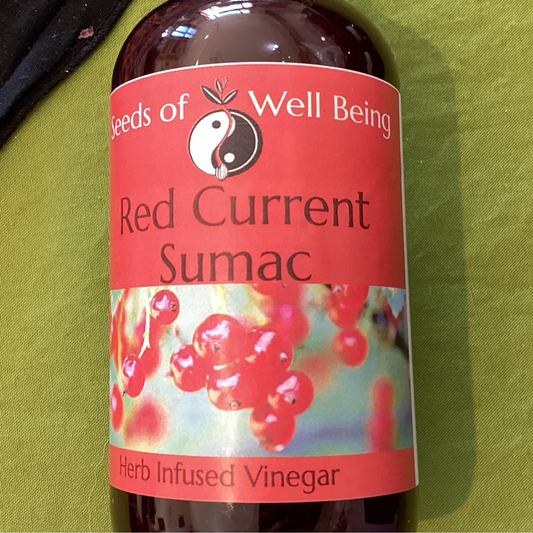 Seeds of Well Being
Red Current
Sumac
Herb Infused Vinegar